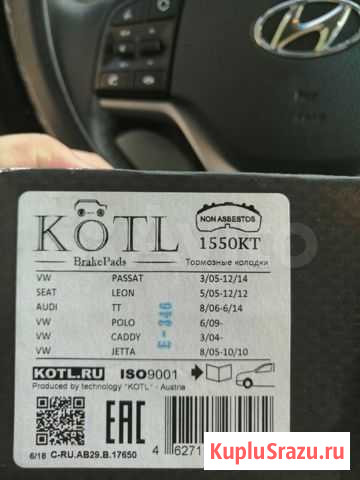 KOTL
BrakePads
NON ASBESTOS
1550KT
Тормозные колодки
VW PASSAT 3/05-12/14
SEAT LEON 5/05-12/12
AUDI TT 8/06-6/14
VW POLO 6/09-
VW CADDY 3/04-
VW JETTA 8/05-10/10
E-346
KOTL.RU ISO9001
Produced by technology "KOTL" - Austria
EAC
6/18 C-RU.AB29.B.17650
4 6271
KupluSrazu.ru